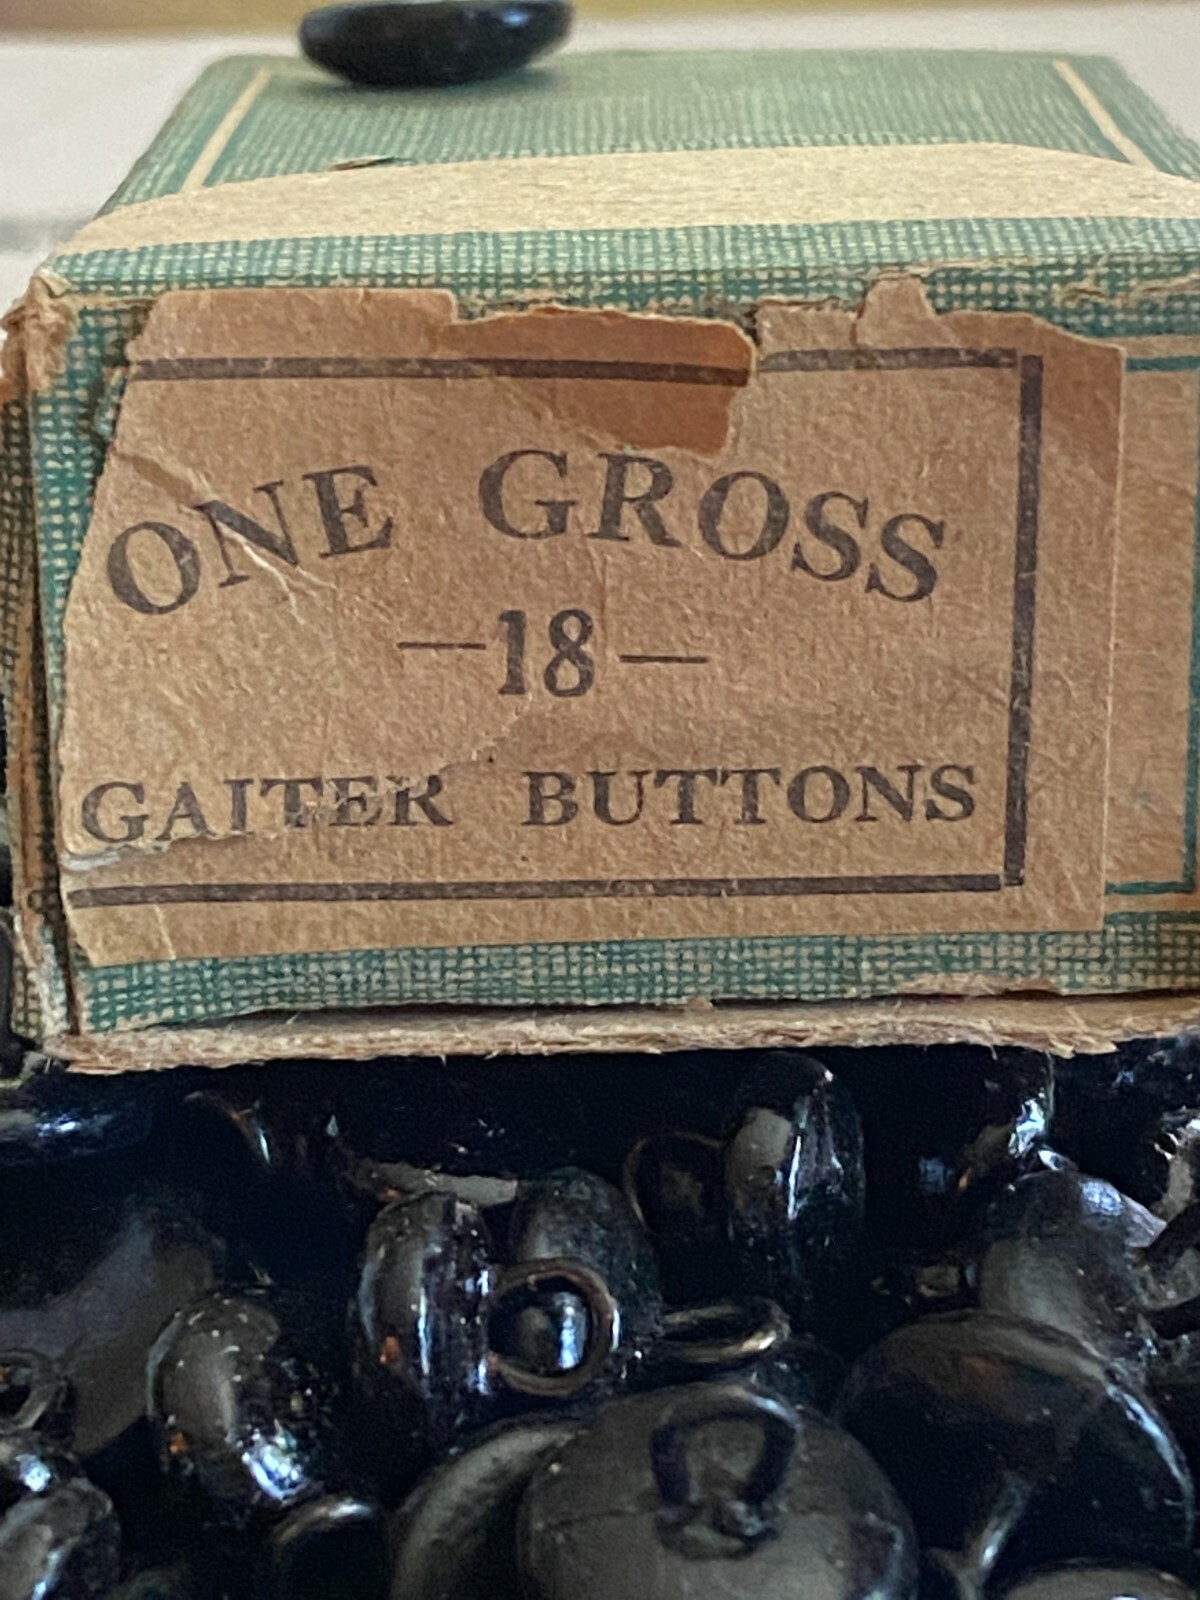 ONE GROSS
—18—
GAITER BUTTONS